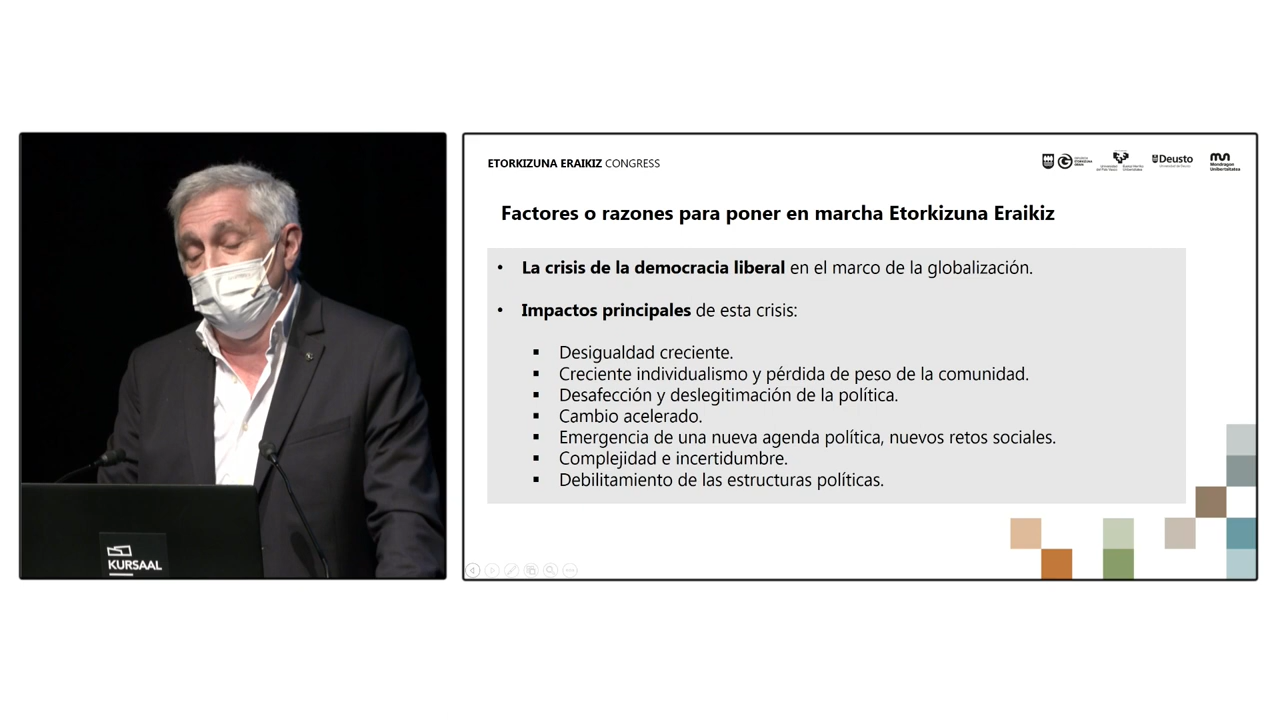 KURSAAL
ETORKIZUNA ERAIKIZ CONGRESS
Deusto
Mondragon
Unibertsitatea
Factores o razones para poner en marcha Etorkizuna Eraikiz
• La crisis de la democracia liberal en el marco de la globalización.
• Impactos principales de esta crisis:
▪ Desigualdad creciente.
▪ Creciente individualismo y pérdida de peso de la comunidad.
▪ Desafección y deslegitimación de la política.
▪ Cambio acelerado.
▪ Emergencia de una nueva agenda política, nuevos retos sociales.
▪ Complejidad e incertidumbre.
▪ Debilitamiento de las estructuras políticas.